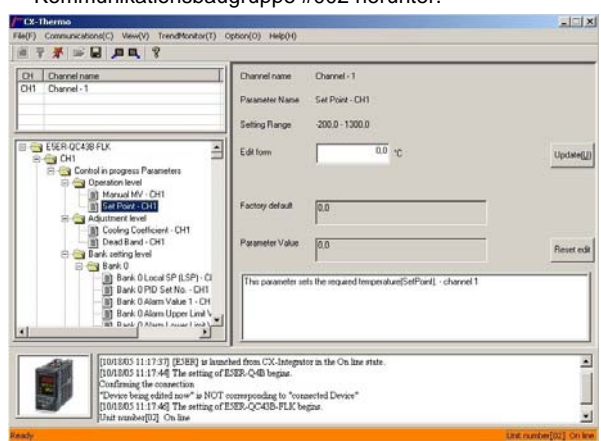 Kommunikationsbaugruppe #002 herunter.
CX-Thermo
File(F) Communications(C) View(V) TrendMonitor(T) Option(O) Help(H)
CH Channel name
CH1 Channel - 1
E5ER-QC43B-FLK
CH1
Control in progress Parameters
Operation level
Manual MV - CH1
Set Point - CH1
Adjustment level
Cooling Coefficient - CH1
Dead Band - CH1
Bank setting level
Bank 0
Bank 0 Local SP (LSP) - CI
Bank 0 PID Set No. - CH1
Bank 0 Alarm Value 1 - CH
Bank 0 Alarm Upper Limit V
Bank 0 Alarm Lower Limit V
Channel name Channel - 1
Parameter Name Set Point - CH1
Setting Range -200.0 - 1300.0
Edit form 0,0 °C Update(U)
Factory default 0,0
Parameter Value 0,0 Reset edit
This parameter sets the required temperature(SetPoint). - channel 1
[10/18/05 11:17:37] [E5ER] is launched from CX-Integrator in the On line state.
[10/18/05 11:17:44] The setting of E5ER-Q4B begins.
Confirming the connection
"Device being edited now" is NOT corresponding to "connected Device"
[10/18/05 11:17:46] The setting of E5ER-QC43B-FLK begins.
[Unit number[02] On line
Ready Unit number[02] On line